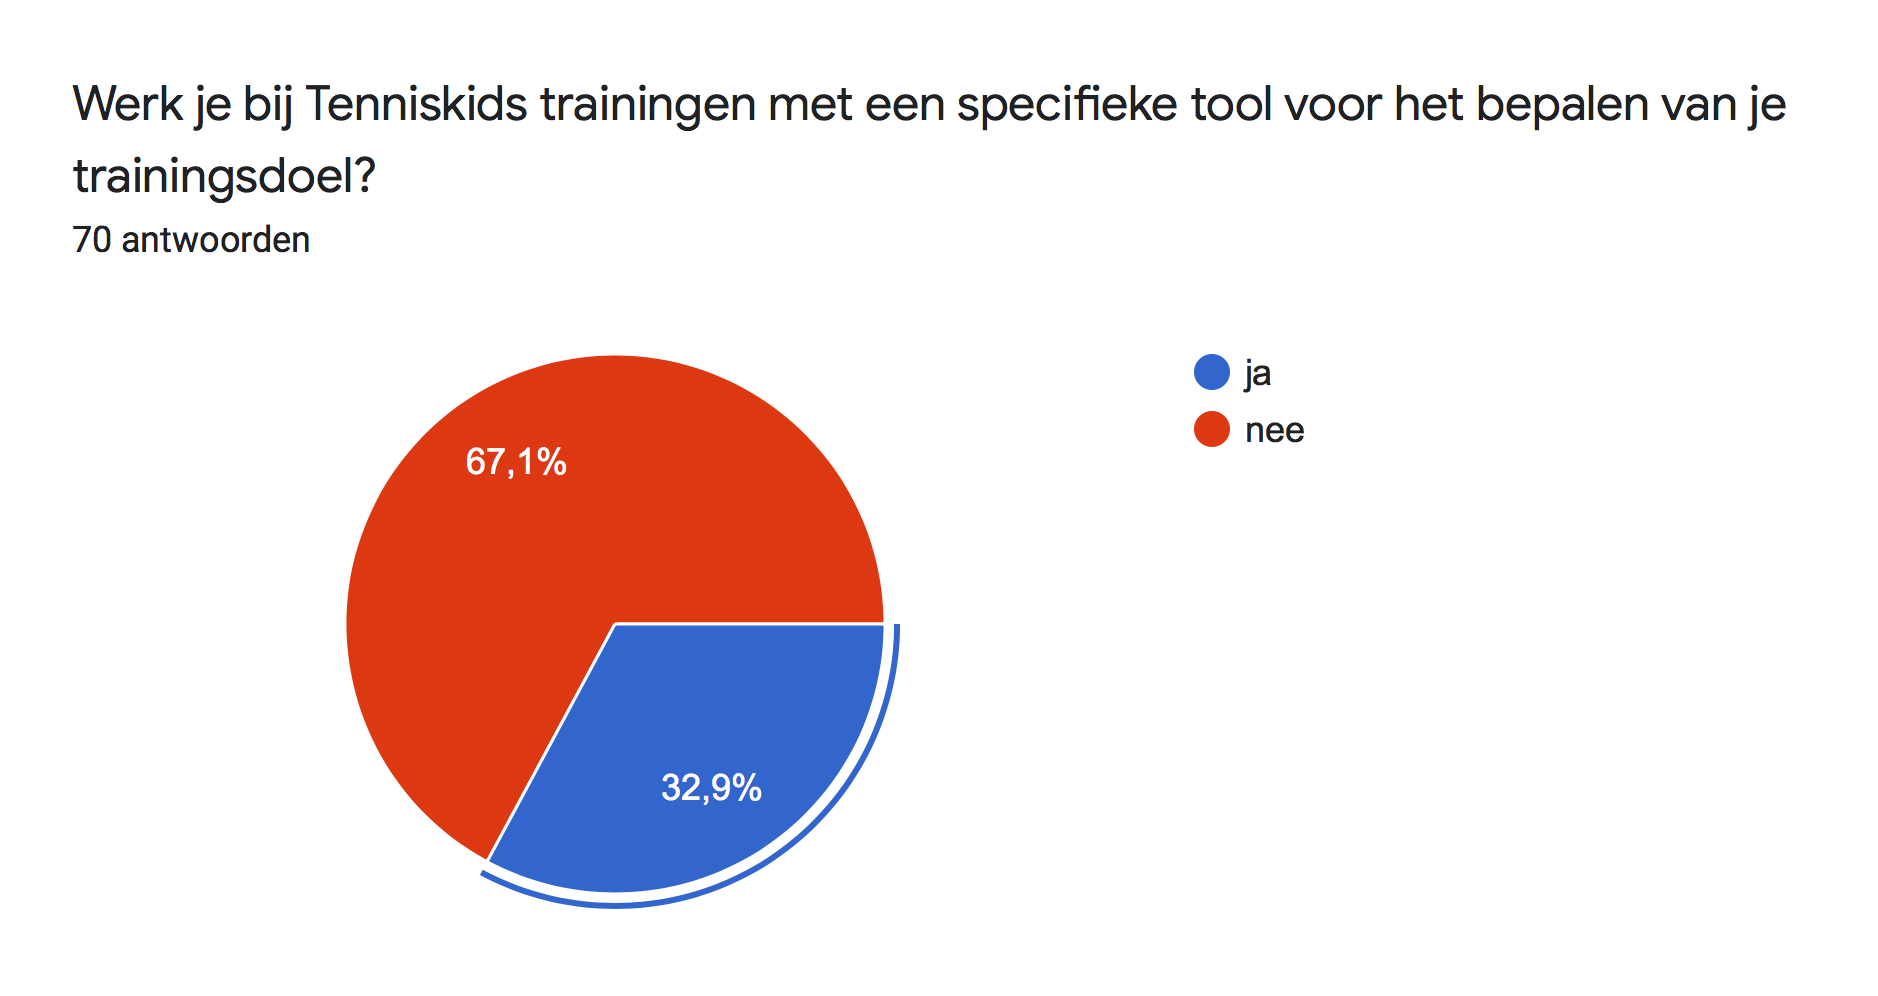 Werk je bij Tenniskids trainingen met een specifieke tool voor het bepalen van je
trainingsdoel?
70 antwoorden
ja
nee
67,1%
32,9%